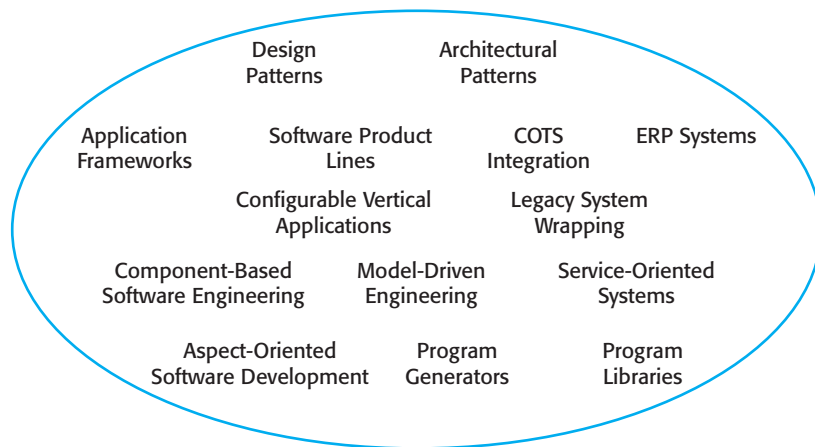 Design
Patterns
Architectural
Patterns
Application
Frameworks
Software Product
Lines
COTS
Integration
ERP Systems
Configurable Vertical
Applications
Legacy System
Wrapping
Component-Based
Software Engineering
Model-Driven
Engineering
Service-Oriented
Systems
Aspect-Oriented
Software Development
Program
Generators
Program
Libraries